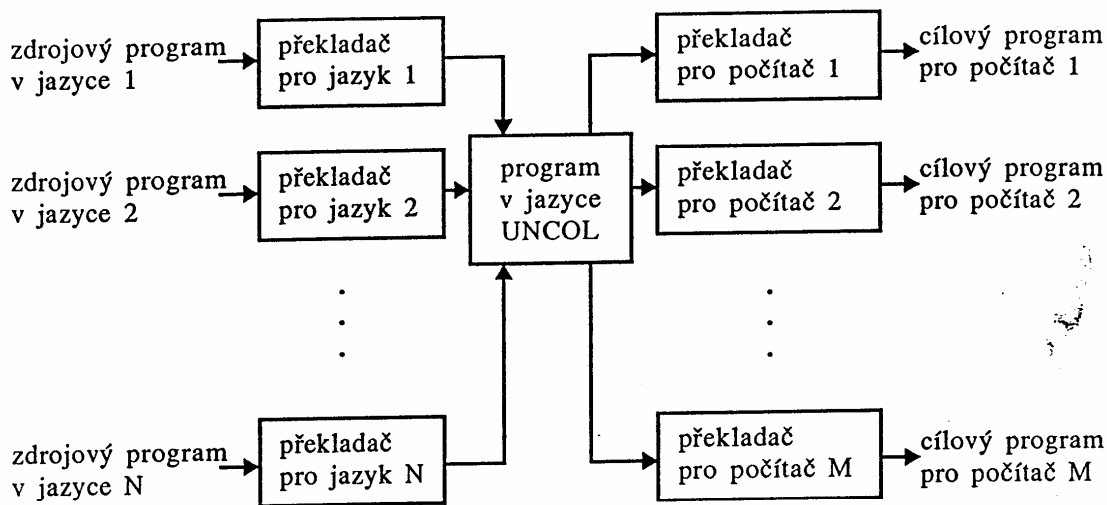 zdrojový program
v jazyce 1
překladač
pro jazyk 1
překladač
pro počítač 1
cílový program
pro počítač 1
zdrojový program
v jazyce 2
překladač
pro jazyk 2
program
v jazyce
UNCOL
překladač
pro počítač 2
cílový program
pro počítač 2
zdrojový program
v jazyce N
překladač
pro jazyk N
překladač
pro počítač M
cílový program
pro počítač M